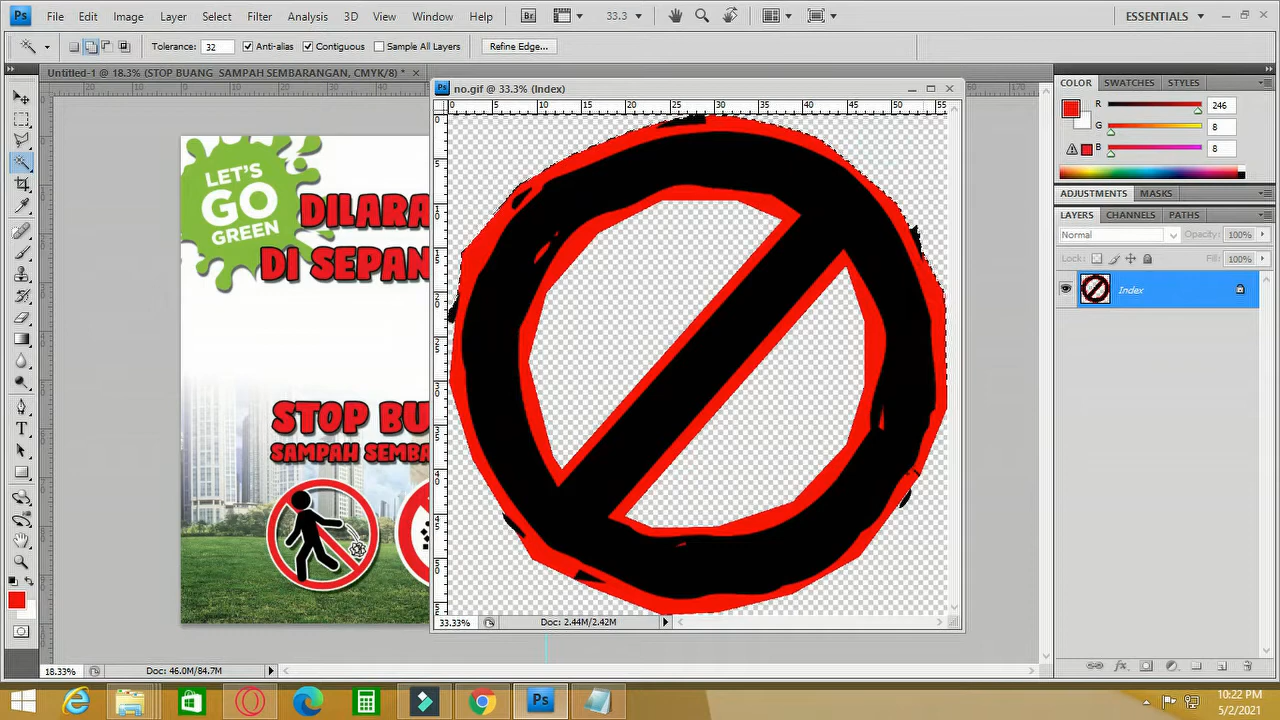 Ps File Edit Image Layer Select Filter Analysis 3D View Window Help Br 33.3 ESSENTIALS
Tolerance: 32 Anti-alias Contiguous Sample All Layers Refine Edge...
Untitled-1 @ 18.3% (STOP BUANG SAMPAH SEMBARANGAN, CMYK/8) *
Ps no.gif @ 33.3% (Index)
LET'S
GO
GREEN
DILARA
DI SEPAN
STOP BU
SAMPAH SEMBA
33.33% Doc: 2.44M/2.42M
18.33% Doc: 46.0M/84.7M
COLOR SWATCHES STYLES
R 246
G 8
B 8
ADJUSTMENTS MASKS
LAYERS CHANNELS PATHS
Normal Opacity: 100%
Lock: Fill: 100%
Index
Ps
10:22 PM
5/2/2021